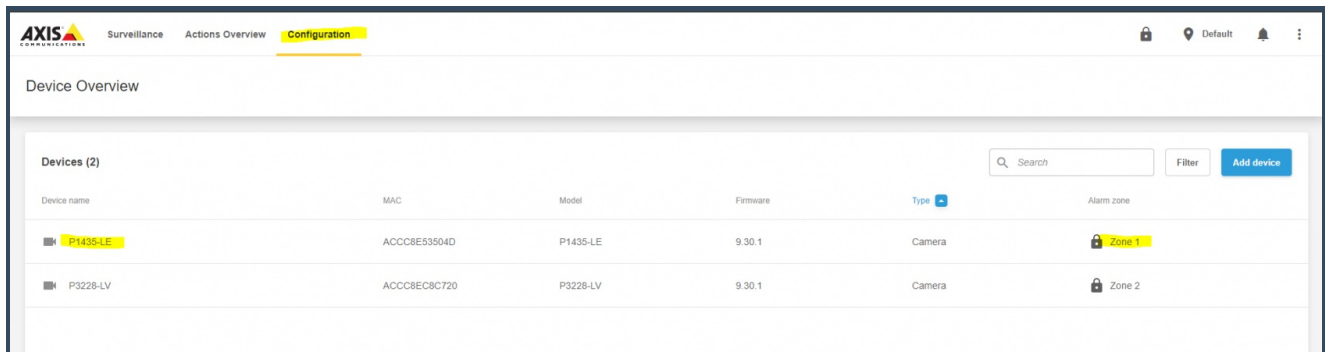 AXIS COMMUNICATIONS Surveillance Actions Overview Configuration Default
Device Overview
Devices (2) Search Filter Add device
Device name MAC Model Firmware Type Alarm zone
P1435-LE ACCC8E53504D P1435-LE 9.30.1 Camera Zone 1
P3228-LV ACCC8EC8C720 P3228-LV 9.30.1 Camera Zone 2